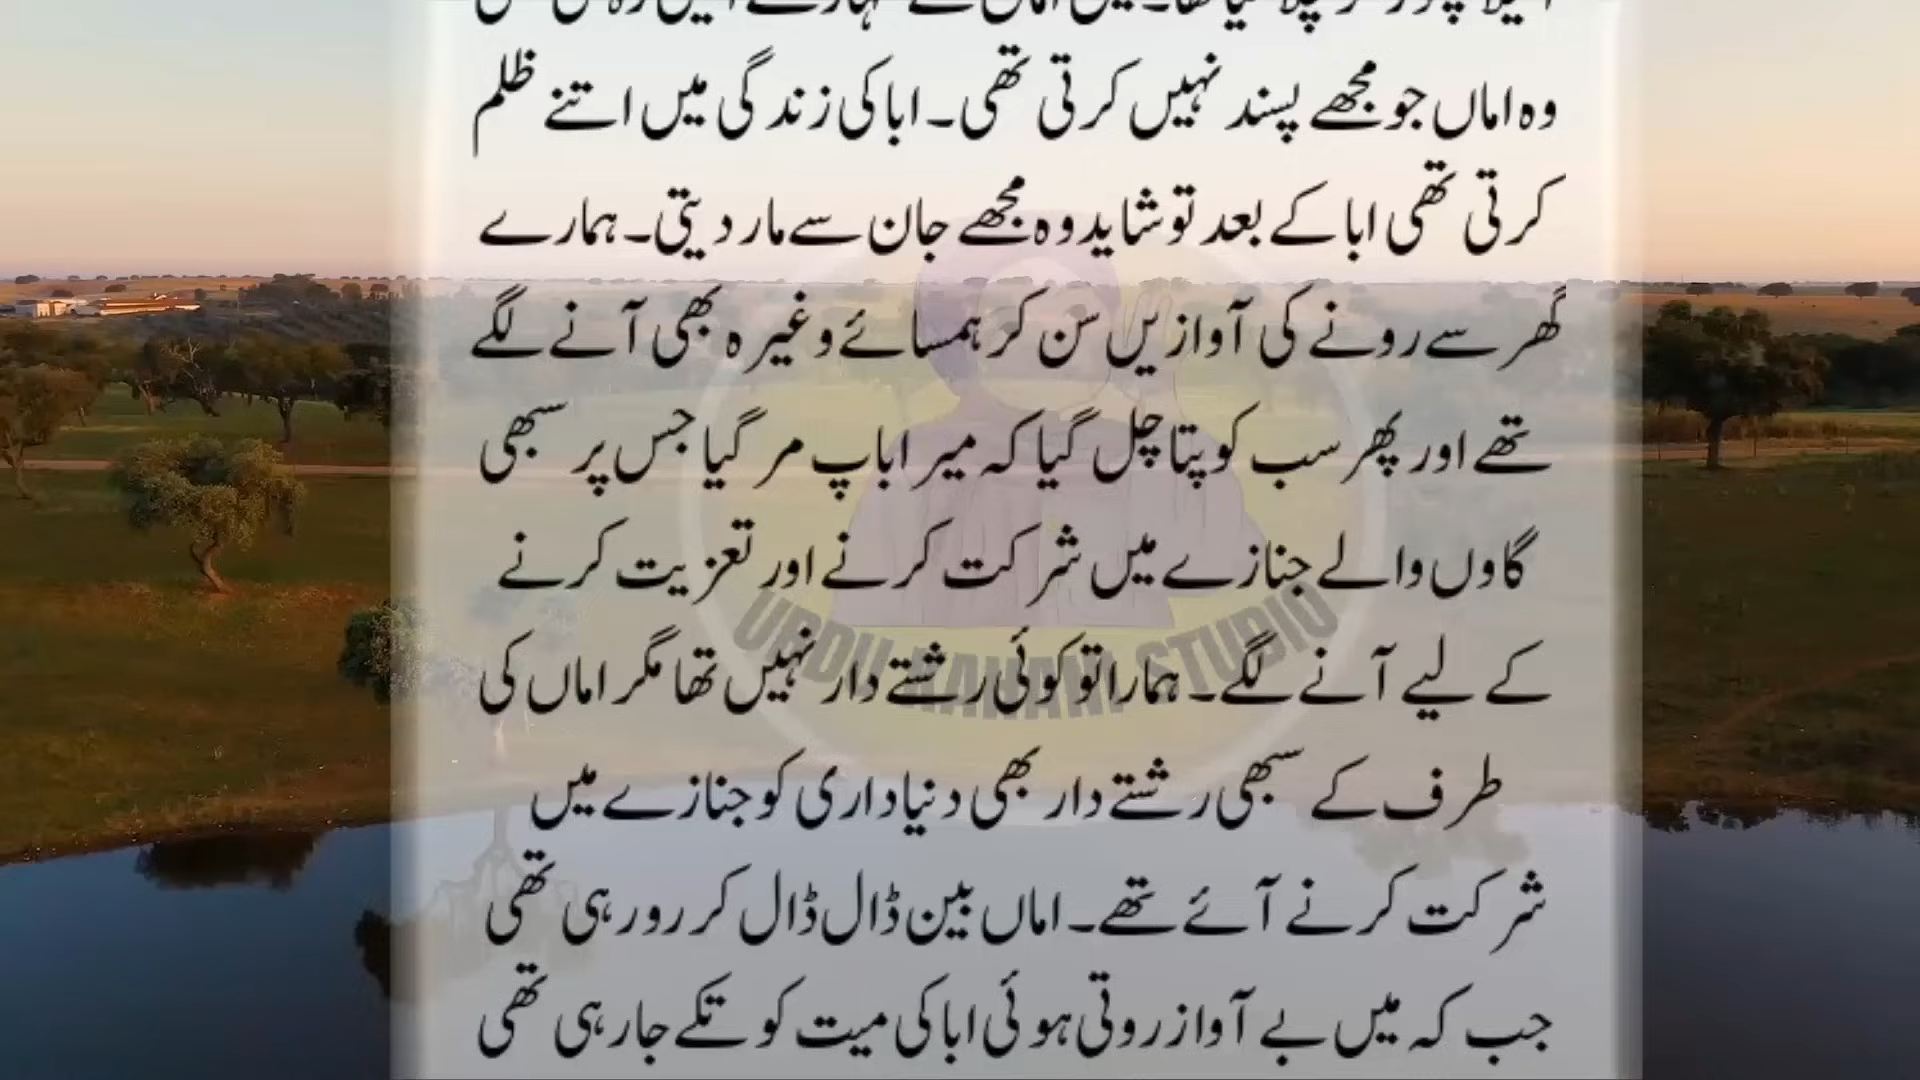 وہ اماں جو مجھے پسند نہیں کرتی تھی۔ ابا کی زندگی میں اتنے ظلم
کرتی تھی ابا کے بعد تو شاید وہ مجھے جان سے مار دیتی۔ ہمارے
گھر سے رونے کی آوازیں سن کر ہمسائے وغیرہ بھی آنے لگے
تھے اور پھر سب کو پتا چل گیا کہ میرا باپ مر گیا جس پر سبھی
گاوں والے جنازے میں شرکت کرنے اور تعزیت کرنے
کے لیے آنے لگے۔ ہمارا تو کوئی رشتے دار نہیں تھا مگر اماں کی
طرف کے سبھی رشتے دار بھی دنیاداری کو جنازے میں
شرکت کرنے آئے تھے۔ اماں بین ڈال ڈال کر رو رہی تھی
جب کہ میں بے آواز روتی ہوئی ابا کی میت کو تکے جا رہی تھی
URDU KAHANI STUDIO